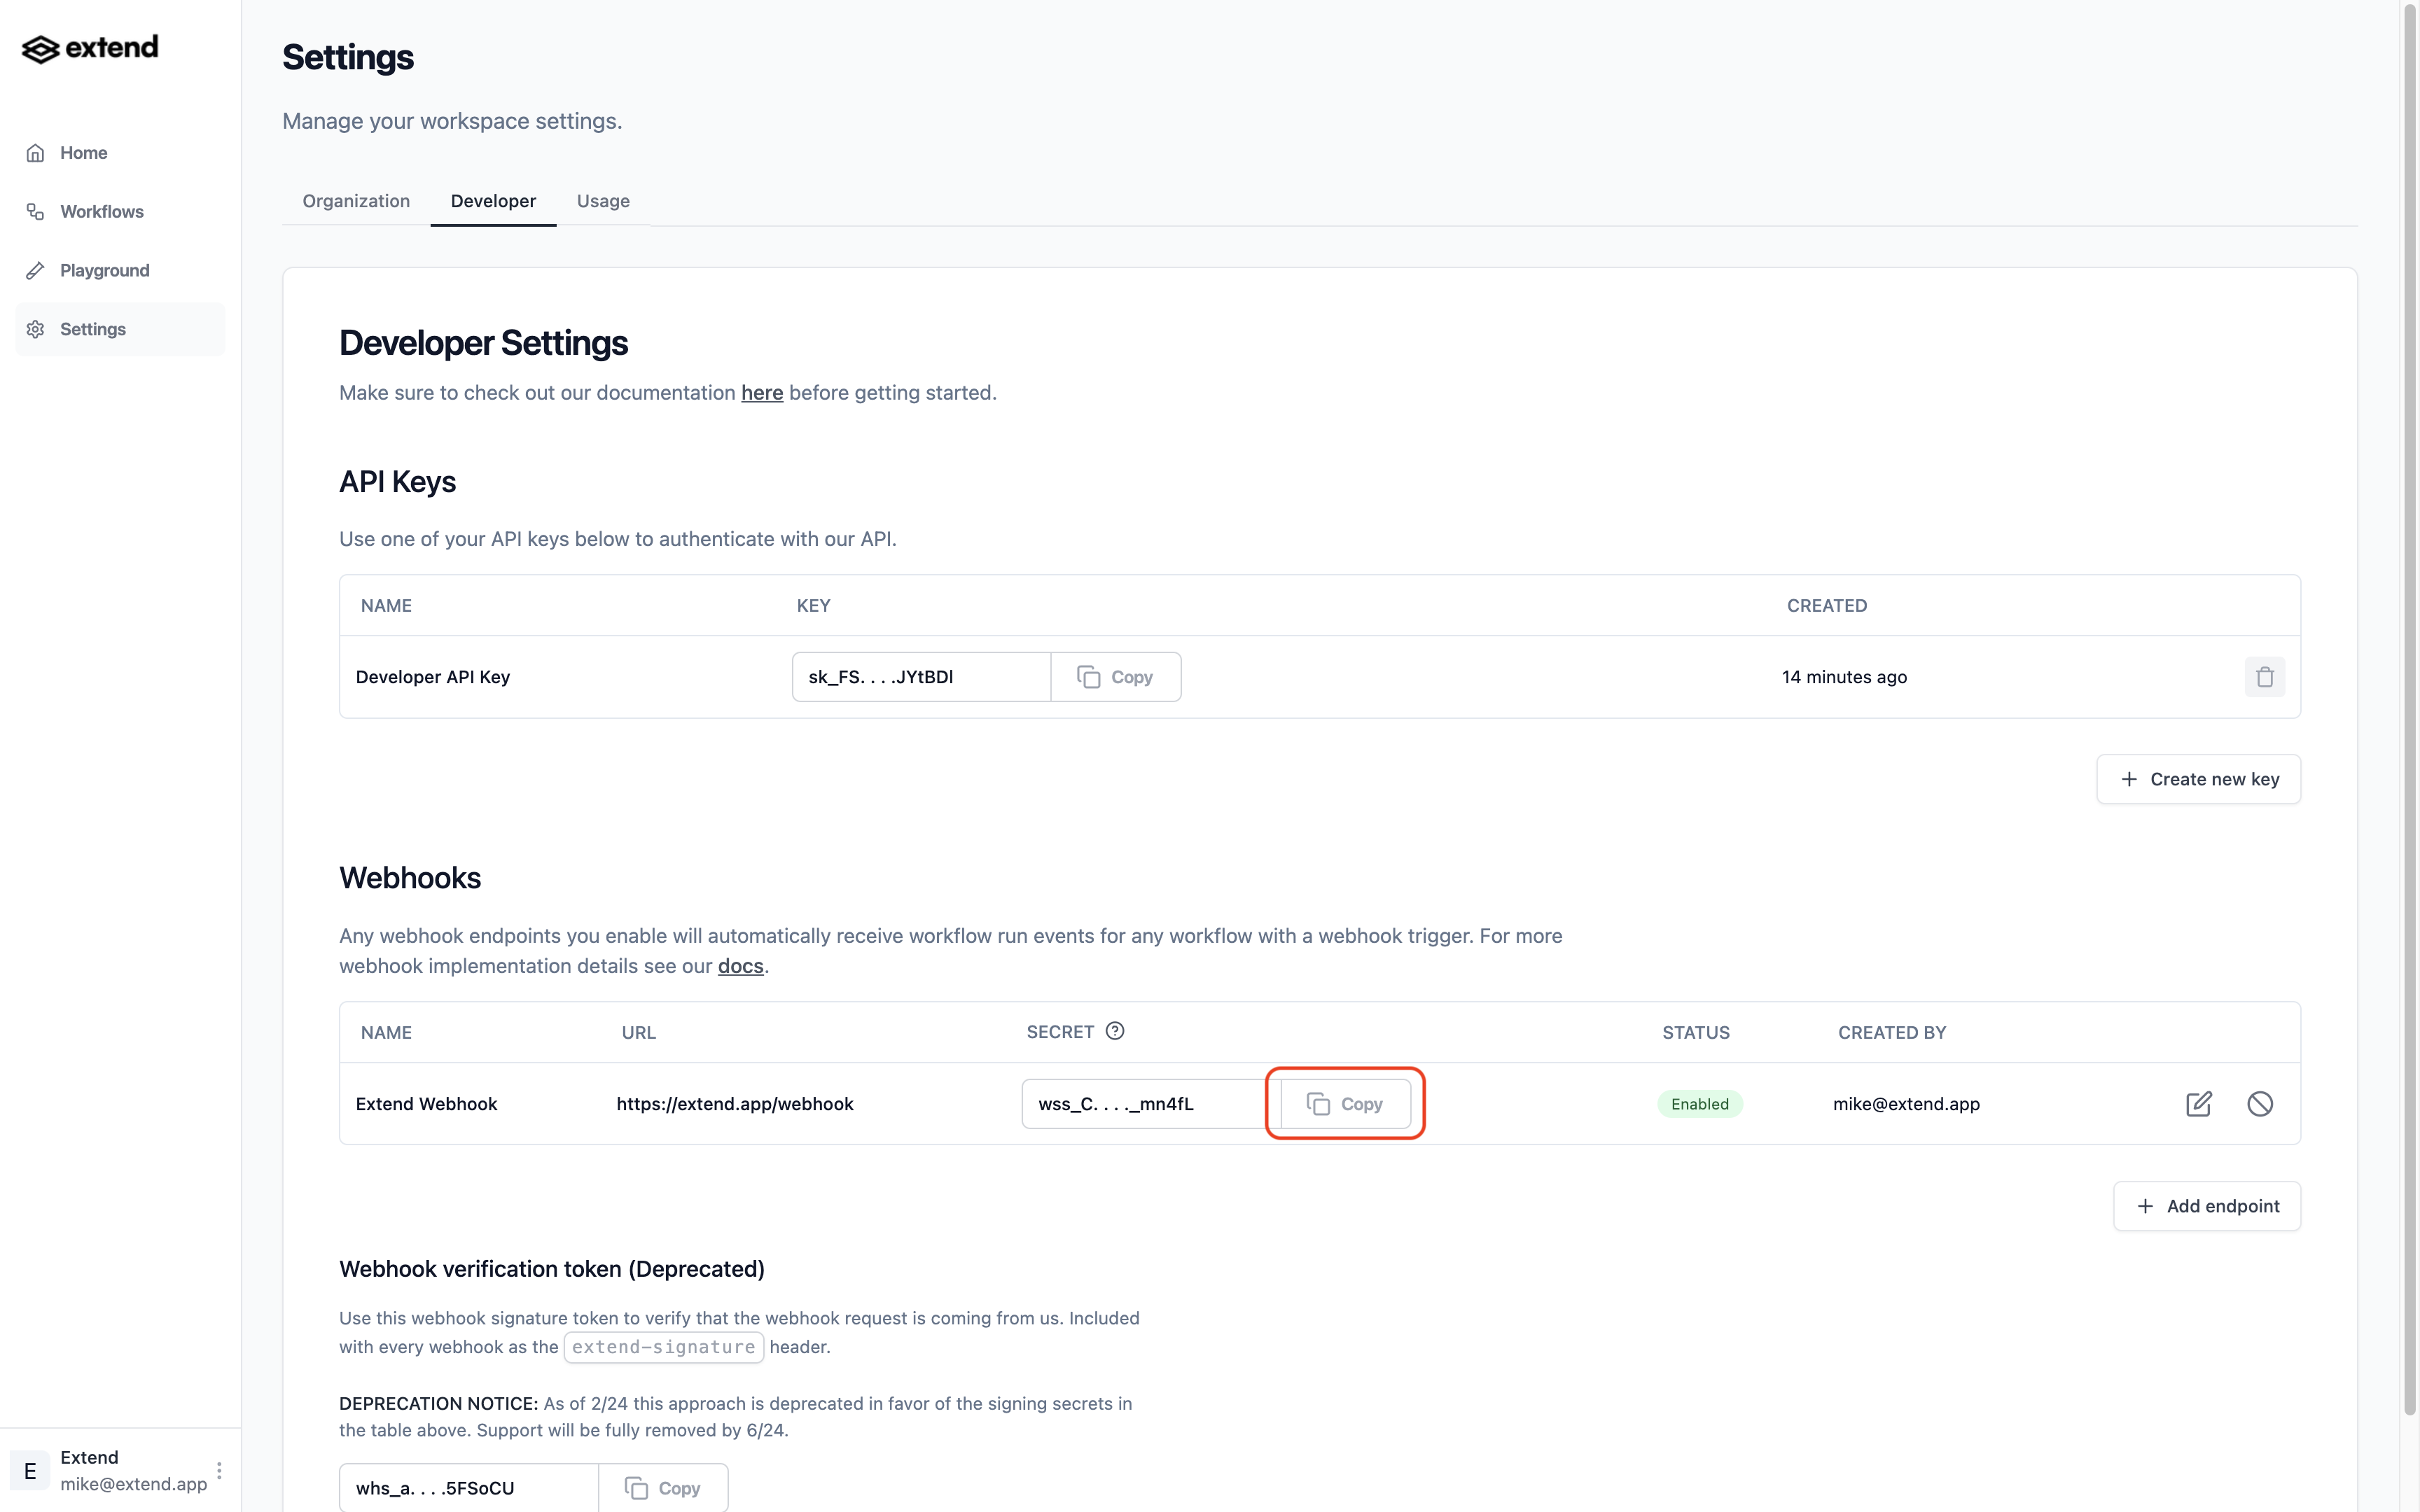 extend
Home
Workflows
Playground
Settings
Extend
E
mike@extend.app
Settings
Manage your workspace settings.
Organization Developer Usage
Developer Settings
Make sure to check out our documentation here before getting started.
API Keys
Use one of your API keys below to authenticate with our API.
NAME KEY CREATED
Developer API Key sk_FS. . . .JYtBDl Copy 14 minutes ago
Create new key
Webhooks
Any webhook endpoints you enable will automatically receive workflow run events for any workflow with a webhook trigger. For more
webhook implementation details see our docs.
NAME URL SECRET ? STATUS CREATED BY
Extend Webhook https://extend.app/webhook wss_C. . . ._mn4fL Copy Enabled mike@extend.app
Add endpoint
Webhook verification token (Deprecated)
Use this webhook signature token to verify that the webhook request is coming from us. Included
with every webhook as the extend-signature header.
DEPRECATION NOTICE: As of 2/24 this approach is deprecated in favor of the signing secrets in
the table above. Support will be fully removed by 6/24.
whs_a. . . .5FSoCU Copy